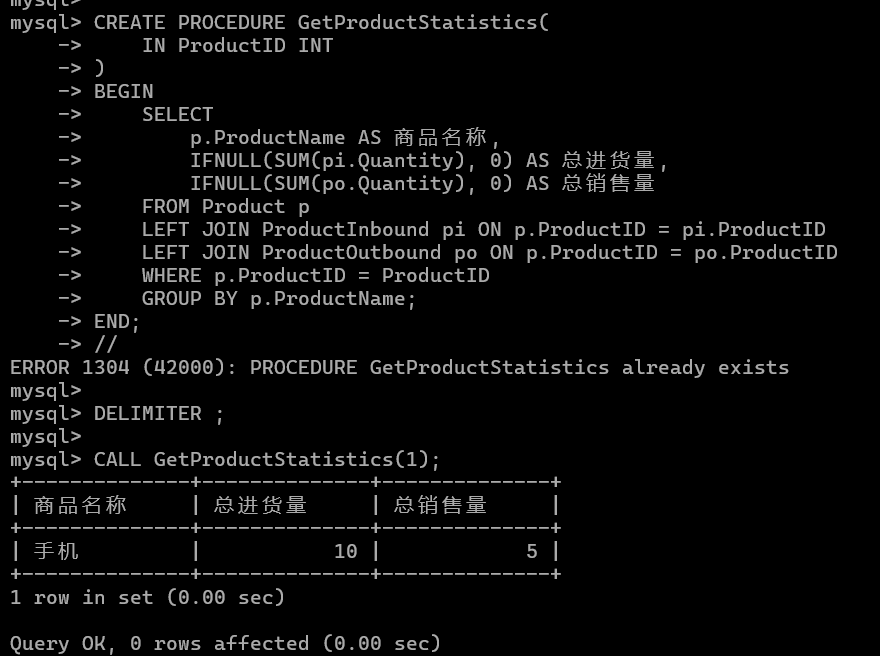 mysql>
mysql> CREATE PROCEDURE GetProductStatistics(
    ->     IN ProductID INT
    -> )
    -> BEGIN
    ->     SELECT
    ->         p.ProductName AS 商品名称,
    ->         IFNULL(SUM(pi.Quantity), 0) AS 总进货量,
    ->         IFNULL(SUM(po.Quantity), 0) AS 总销售量
    ->     FROM Product p
    ->     LEFT JOIN ProductInbound pi ON p.ProductID = pi.ProductID
    ->     LEFT JOIN ProductOutbound po ON p.ProductID = po.ProductID
    ->     WHERE p.ProductID = ProductID
    ->     GROUP BY p.ProductName;
    -> END;
    -> //
ERROR 1304 (42000): PROCEDURE GetProductStatistics already exists
mysql>
mysql> DELIMITER ;
mysql>
mysql> CALL GetProductStatistics(1);
+--------------+--------------+--------------+
| 商品名称     | 总进货量     | 总销售量     |
+--------------+--------------+--------------+
| 手机         |           10 |            5 |
+--------------+--------------+--------------+
1 row in set (0.00 sec)

Query OK, 0 rows affected (0.00 sec)